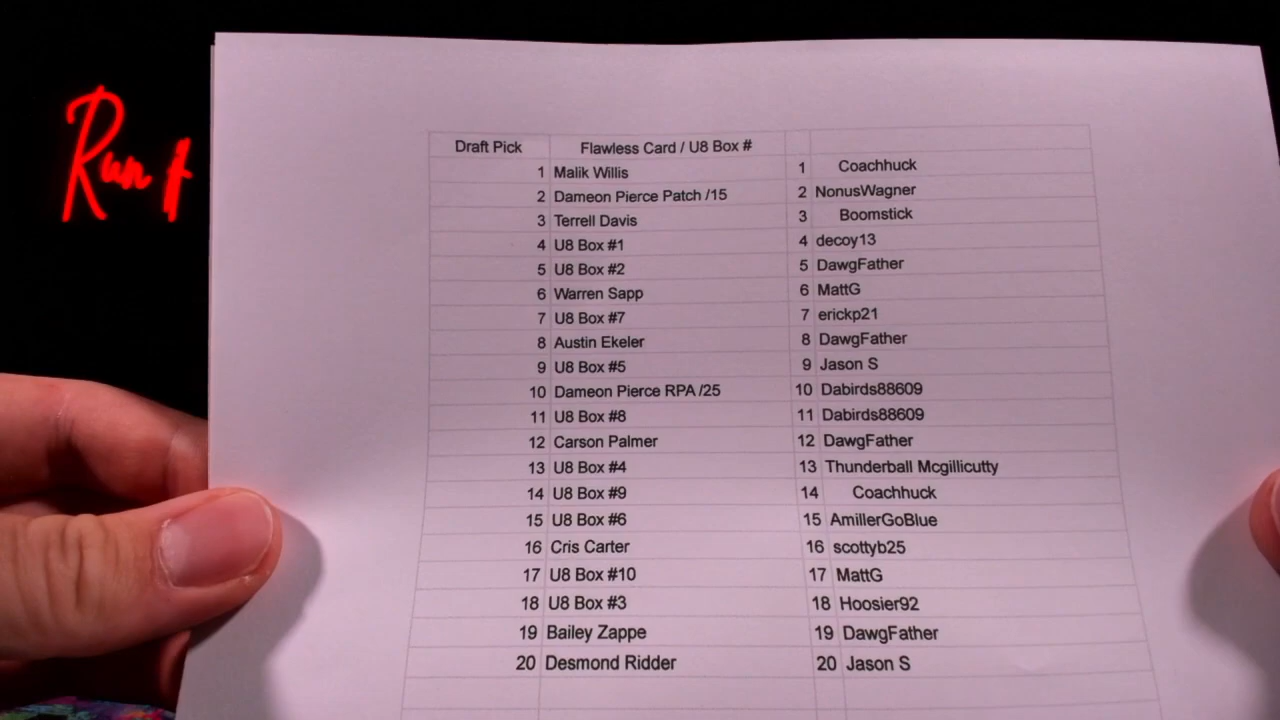 Run #
Draft Pick Flawless Card / U8 Box #
1 Malik Willis 1 Coachhuck
2 Dameon Pierce Patch /15 2 NonusWagner
3 Terrell Davis 3 Boomstick
4 U8 Box #1 4 decoy13
5 U8 Box #2 5 DawgFather
6 Warren Sapp 6 MattG
7 U8 Box #7 7 erickp21
8 Austin Ekeler 8 DawgFather
9 U8 Box #5 9 Jason S
10 Dameon Pierce RPA /25 10 Dabirds88609
11 U8 Box #8 11 Dabirds88609
12 Carson Palmer 12 DawgFather
13 U8 Box #4 13 Thunderball Mcgillicutty
14 U8 Box #9 14 Coachhuck
15 U8 Box #6 15 AmillerGoBlue
16 Cris Carter 16 scottyb25
17 U8 Box #10 17 MattG
18 U8 Box #3 18 Hoosier92
19 Bailey Zappe 19 DawgFather
20 Desmond Ridder 20 Jason S